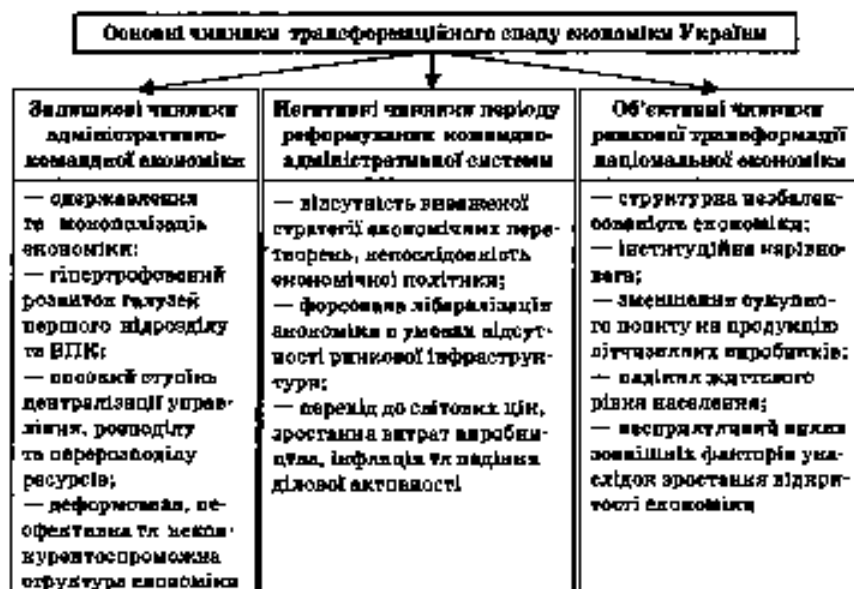 Основні чинники трансформаційного спаду економіки України
Залишкові чинники
адміністративно-
командної економіки
— одержавлення
та монополізація
економіки;
— гіпертрофований
розвиток галузей
першого підрозділу
та ВПК;
— високий ступінь
централізації управ-
ління, розподілу
та перерозподілу
ресурсів;
— деформована, не-
ефективна та некон-
курентоспроможна
структура економіки
Негативні чинники періоду
реформування командно-
адміністративної системи
— відсутність виваженої
стратегії економічних пере-
творень, непослідовність
економічної політики;
— форсована лібералізація
економіки в умовах відсут-
ності ринкової інфраструк-
тури;
— перехід до світових цін,
зростання витрат виробни-
цтва, інфляція та падіння
ділової активності
Об'єктивні чинники
ринкової трансформації
національної економіки
— структурна незбалан-
сованість економіки;
— інституційна нерівно-
вага;
— зменшення сукупно-
го попиту на продукцію
вітчизняних виробників;
— падіння життєвого
рівня населення;
— несприятливий вплив
зовнішніх факторів уна-
слідок зростання відкри-
тості економіки